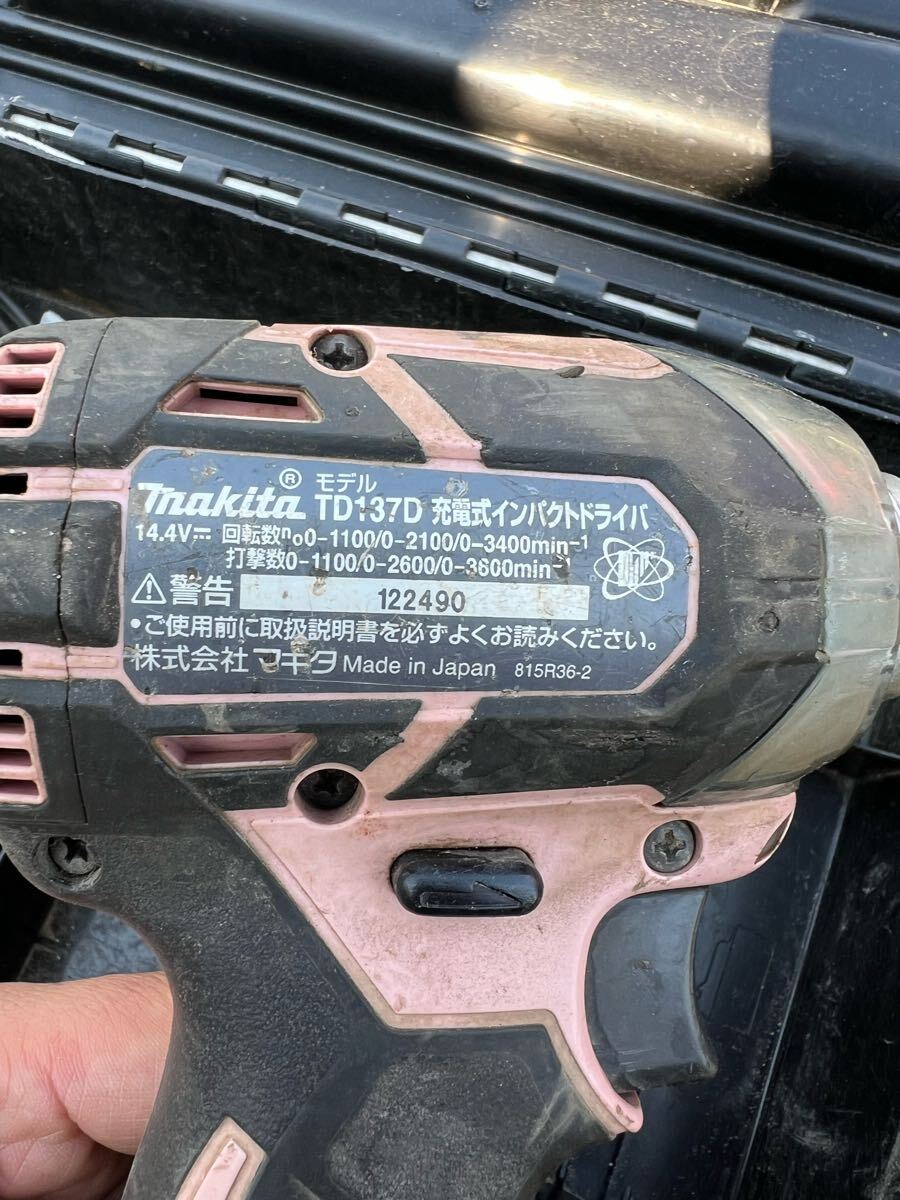 makita® モデル TD137D 充電式インパクトドライバ
14.4V⎓ 回転数n₀0-1100/0-2100/0-3400min⁻¹
打撃数0-1100/0-2600/0-3600min⁻¹
⚠警告 122490
•ご使用前に取扱説明書を必ずよくお読みください。
株式会社マキタ Made in Japan 815R36-2